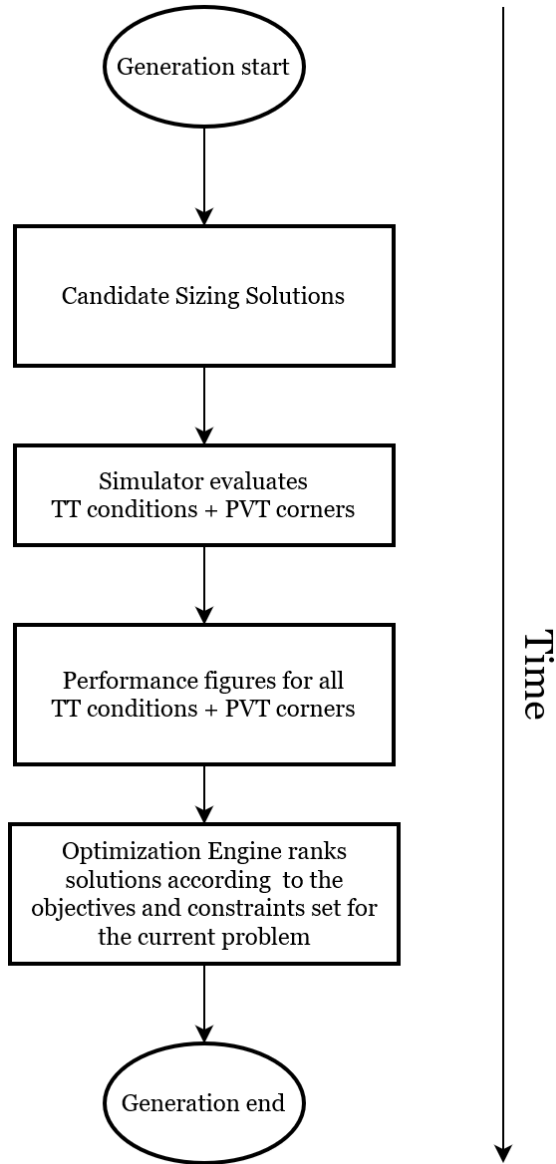 Generation start
Candidate Sizing Solutions
Simulator evaluates
TT conditions + PVT corners
Performance figures for all
TT conditions + PVT corners
Optimization Engine ranks
solutions according  to the
objectives and constraints set for
the current problem
Generation end
Time